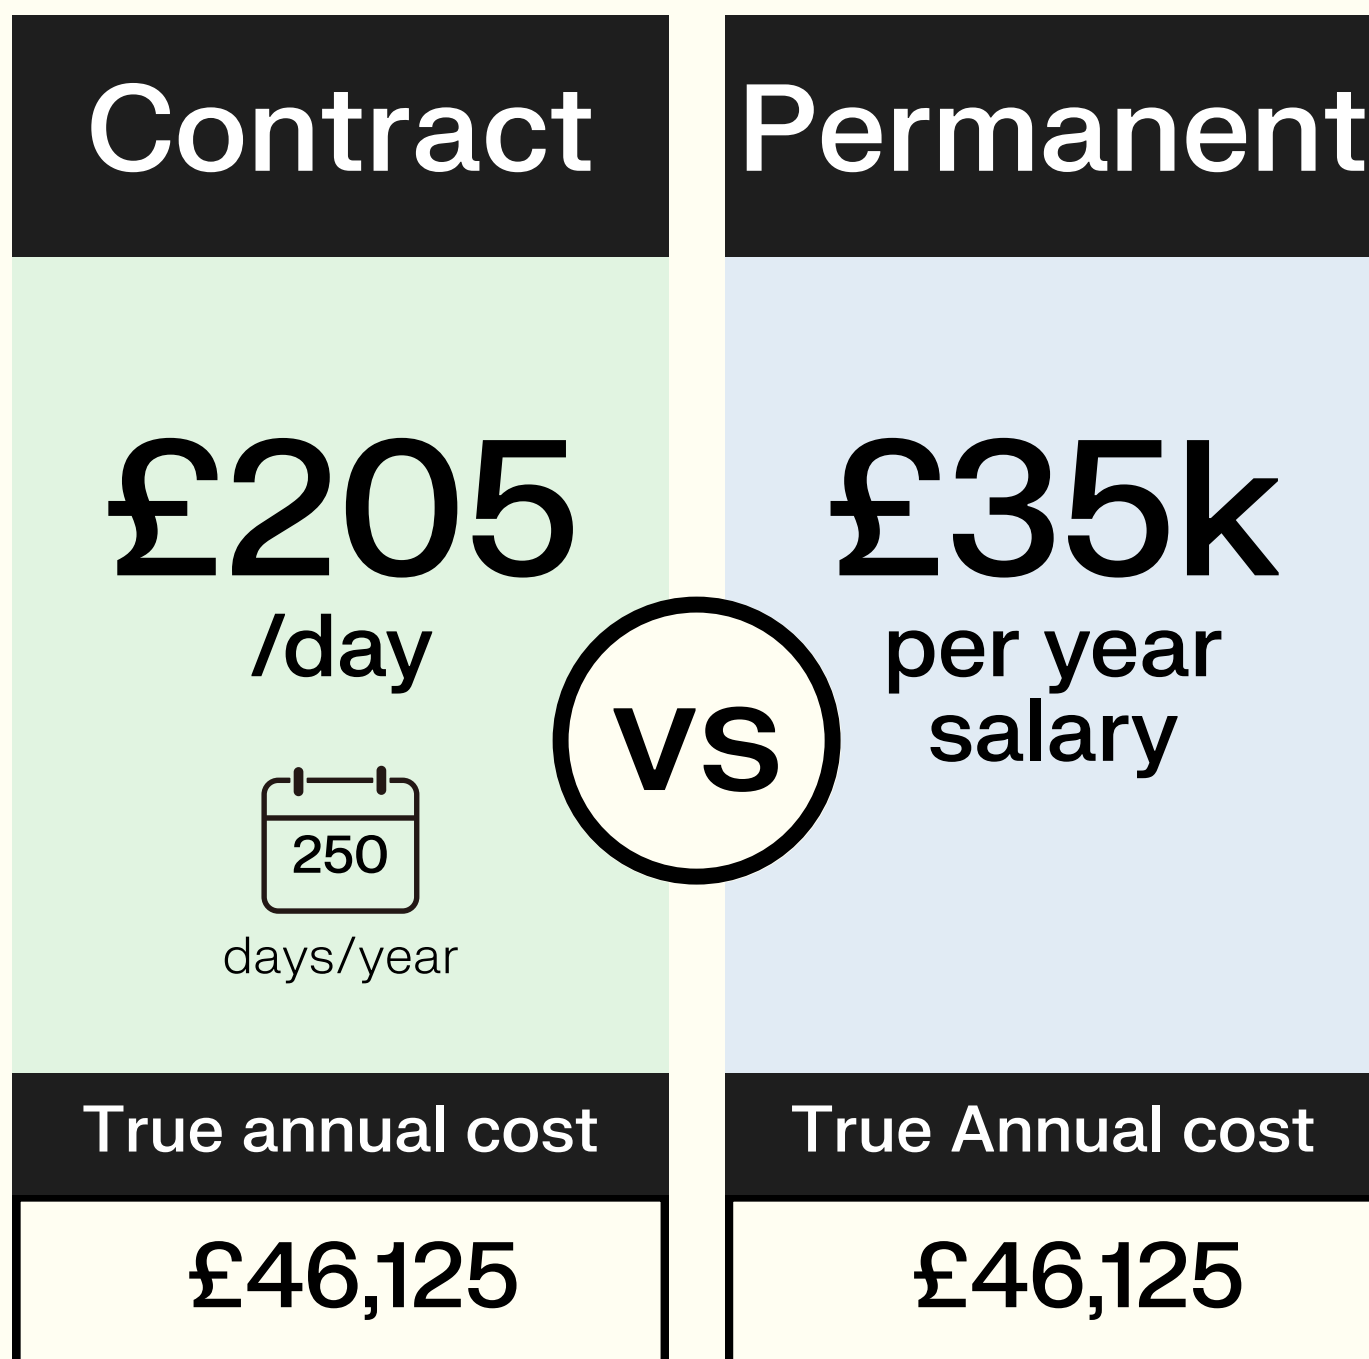 Contract
£205
/day
250
days/year
True annual cost
£46,125
vs
Permanent
£35k
per year
salary
True Annual cost
£46,125